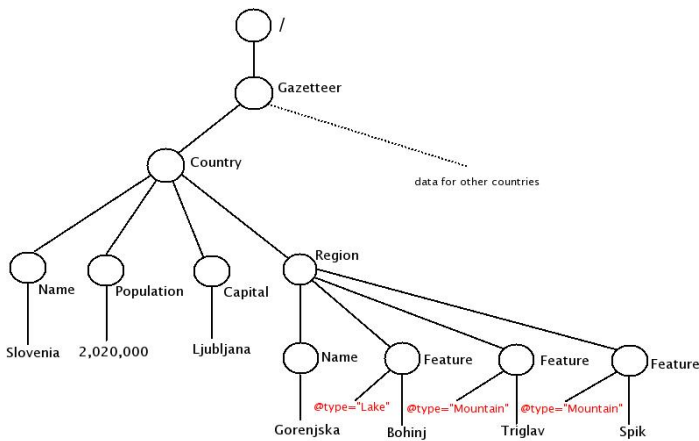 /
Gazetteer
Country
data for other countries
Region
Name
Population
Capital
Slovenia
2,020,000
Ljubljana
Name
Feature
Feature
Feature
@type="Lake"
@type="Mountain"
@type="Mountain"
Gorenjska
Bohinj
Triglav
Spik